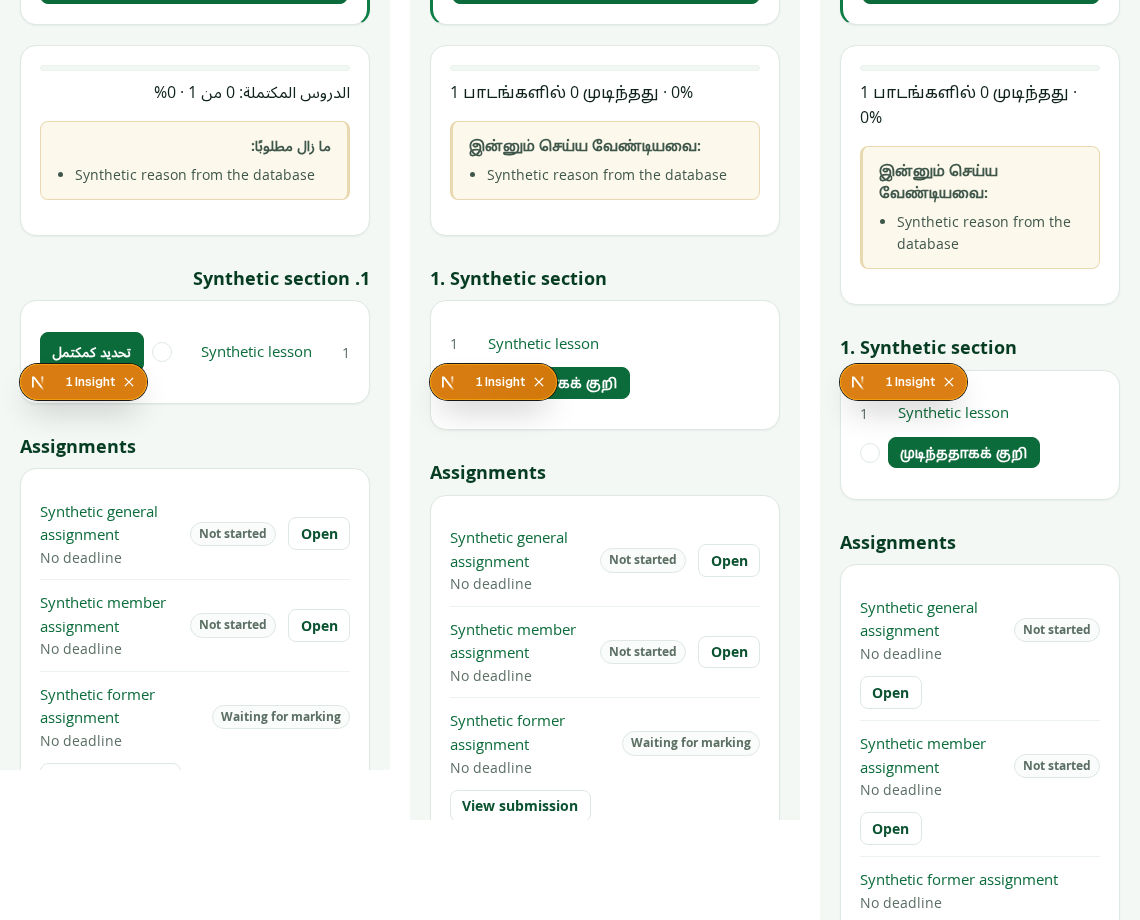 الدروس المكتملة: 0 من 1 · 0%
ما زال مطلوبًا:
Synthetic reason from the database
1. Synthetic section
1
Synthetic lesson
تحديد كمكتمل
1 Insight
Assignments
Synthetic general
assignment
No deadline
Not started
Open
Synthetic member
assignment
No deadline
Not started
Open
Synthetic former
assignment
No deadline
Waiting for marking
1 பாடங்களில் 0 முடிந்தது · 0%
இன்னும் செய்ய வேண்டியவை:
Synthetic reason from the database
1. Synthetic section
1
Synthetic lesson
குறி
1 Insight
Assignments
Synthetic general
assignment
No deadline
Not started
Open
Synthetic member
assignment
No deadline
Not started
Open
Synthetic former
assignment
No deadline
Waiting for marking
View submission
1 பாடங்களில் 0 முடிந்தது ·
0%
இன்னும் செய்ய
வேண்டியவை:
Synthetic reason from the
database
1. Synthetic section
1 Insight
1
Synthetic lesson
முடிந்ததாகக் குறி
Assignments
Synthetic general
assignment
No deadline
Not started
Open
Synthetic member
assignment
No deadline
Not started
Open
Synthetic former assignment
No deadline